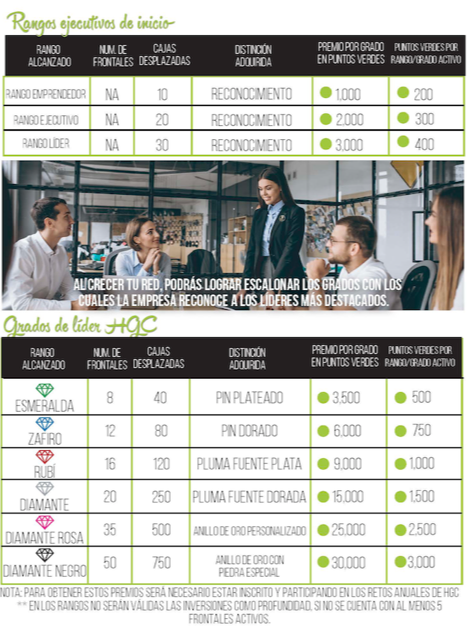 Rangos ejecutivos de inicio
RANGO ALCANZADO NUM. DE FRONTALES CAJAS DESPLAZADAS DISTINCIÓN ADQUIRIDA PREMIO POR GRADO EN PUNTOS VERDES PUNTOS VERDES POR RANGO/GRADO ACTIVO
RANGO EMPRENDEDOR NA 10 RECONOCIMIENTO 1,000 200
RANGO EJECUTIVO NA 20 RECONOCIMIENTO 2,000 300
RANGO LÍDER NA 30 RECONOCIMIENTO 3,000 400
AL CRECER TU RED, PODRÁS LOGRAR ESCALONAR LOS GRADOS CON LOS
CUALES LA EMPRESA RECONOCE A LOS LÍDERES MÁS DESTACADOS.
Grados de líder HGC
RANGO ALCANZADO NUM. DE FRONTALES CAJAS DESPLAZADAS DISTINCIÓN ADQUIRIDA PREMIO POR GRADO EN PUNTOS VERDES PUNTOS VERDES POR RANGO/GRADO ACTIVO
ESMERALDA 8 40 PIN PLATEADO 3,500 500
ZAFIRO 12 80 PIN DORADO 6,000 750
RUBÍ 16 120 PLUMA FUENTE PLATA 9,000 1,000
DIAMANTE 20 250 PLUMA FUENTE DORADA 15,000 1,500
DIAMANTE ROSA 35 500 ANILLO DE ORO PERSONALIZADO 25,000 2,500
DIAMANTE NEGRO 50 750 ANILLO DE ORO CON PIEDRA ESPECIAL 30,000 3,000
NOTA: PARA OBTENER ESTOS PREMIOS SERÁ NECESARIO ESTAR INSCRITO Y PARTICIPANDO EN LOS RETOS ANUALES DE HGC
** EN LOS RANGOS NO SERÁN VÁLIDAS LAS INVERSIONES COMO PROFUNDIDAD, SI NO SE CUENTA CON AL MENOS 5
FRONTALES ACTIVOS.